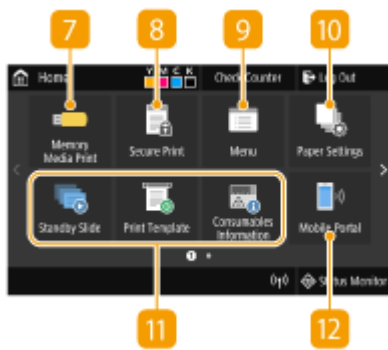 7 8 9 10
Home Y M C K Check Counter Log Out
Memory Media Print Secure Print Menu Paper Settings
Standby Slide Print Template Consumables Information Mobile Portal
1
Status Monitor
11 12